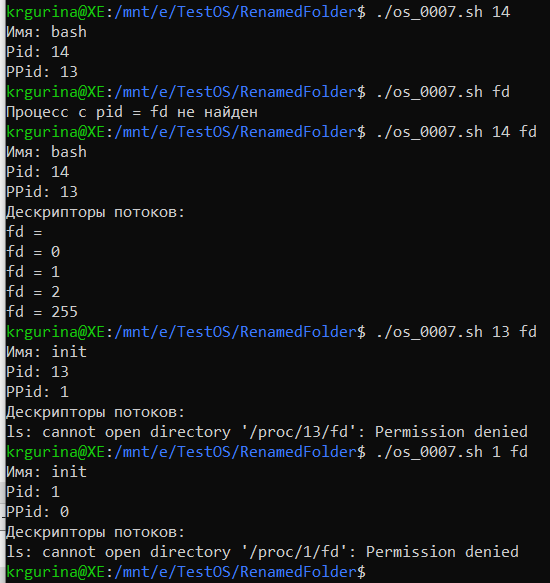 krgurina@XE:/mnt/e/TestOS/RenamedFolder$ ./os_0007.sh 14
Имя: bash
Pid: 14
PPid: 13
krgurina@XE:/mnt/e/TestOS/RenamedFolder$ ./os_0007.sh fd
Процесс с pid = fd не найден
krgurina@XE:/mnt/e/TestOS/RenamedFolder$ ./os_0007.sh 14 fd
Имя: bash
Pid: 14
PPid: 13
Дескрипторы потоков:
fd =
fd = 0
fd = 1
fd = 2
fd = 255
krgurina@XE:/mnt/e/TestOS/RenamedFolder$ ./os_0007.sh 13 fd
Имя: init
Pid: 13
PPid: 1
Дескрипторы потоков:
ls: cannot open directory '/proc/13/fd': Permission denied
krgurina@XE:/mnt/e/TestOS/RenamedFolder$ ./os_0007.sh 1 fd
Имя: init
Pid: 1
PPid: 0
Дескрипторы потоков:
ls: cannot open directory '/proc/1/fd': Permission denied
krgurina@XE:/mnt/e/TestOS/RenamedFolder$